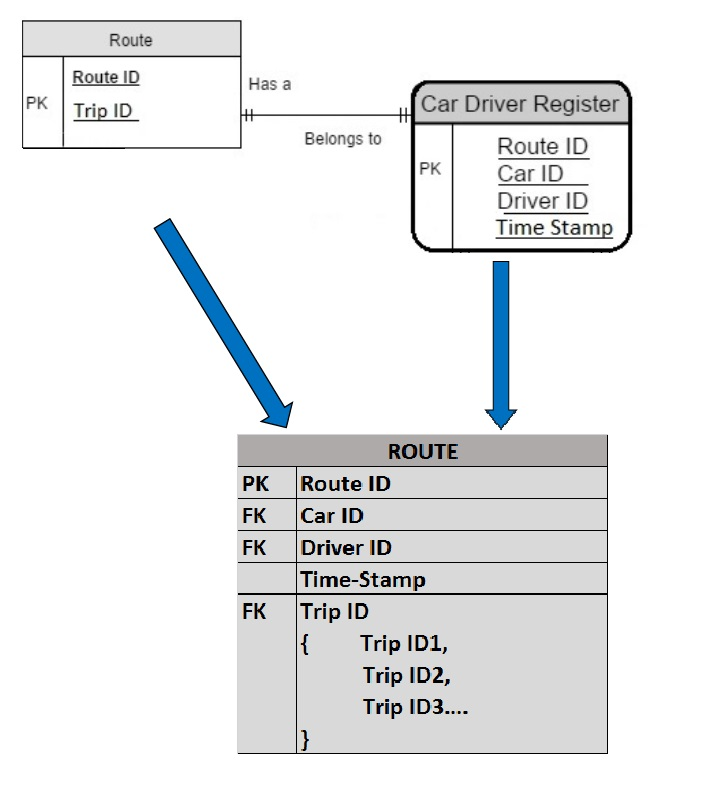 Route
PK
Route ID
Trip ID
Has a
Belongs to
Car Driver Register
PK
Route ID
Car ID
Driver ID
Time Stamp
ROUTE
PK Route ID
FK Car ID
FK Driver ID
Time-Stamp
FK Trip ID
{ Trip ID1,
Trip ID2,
Trip ID3....
}